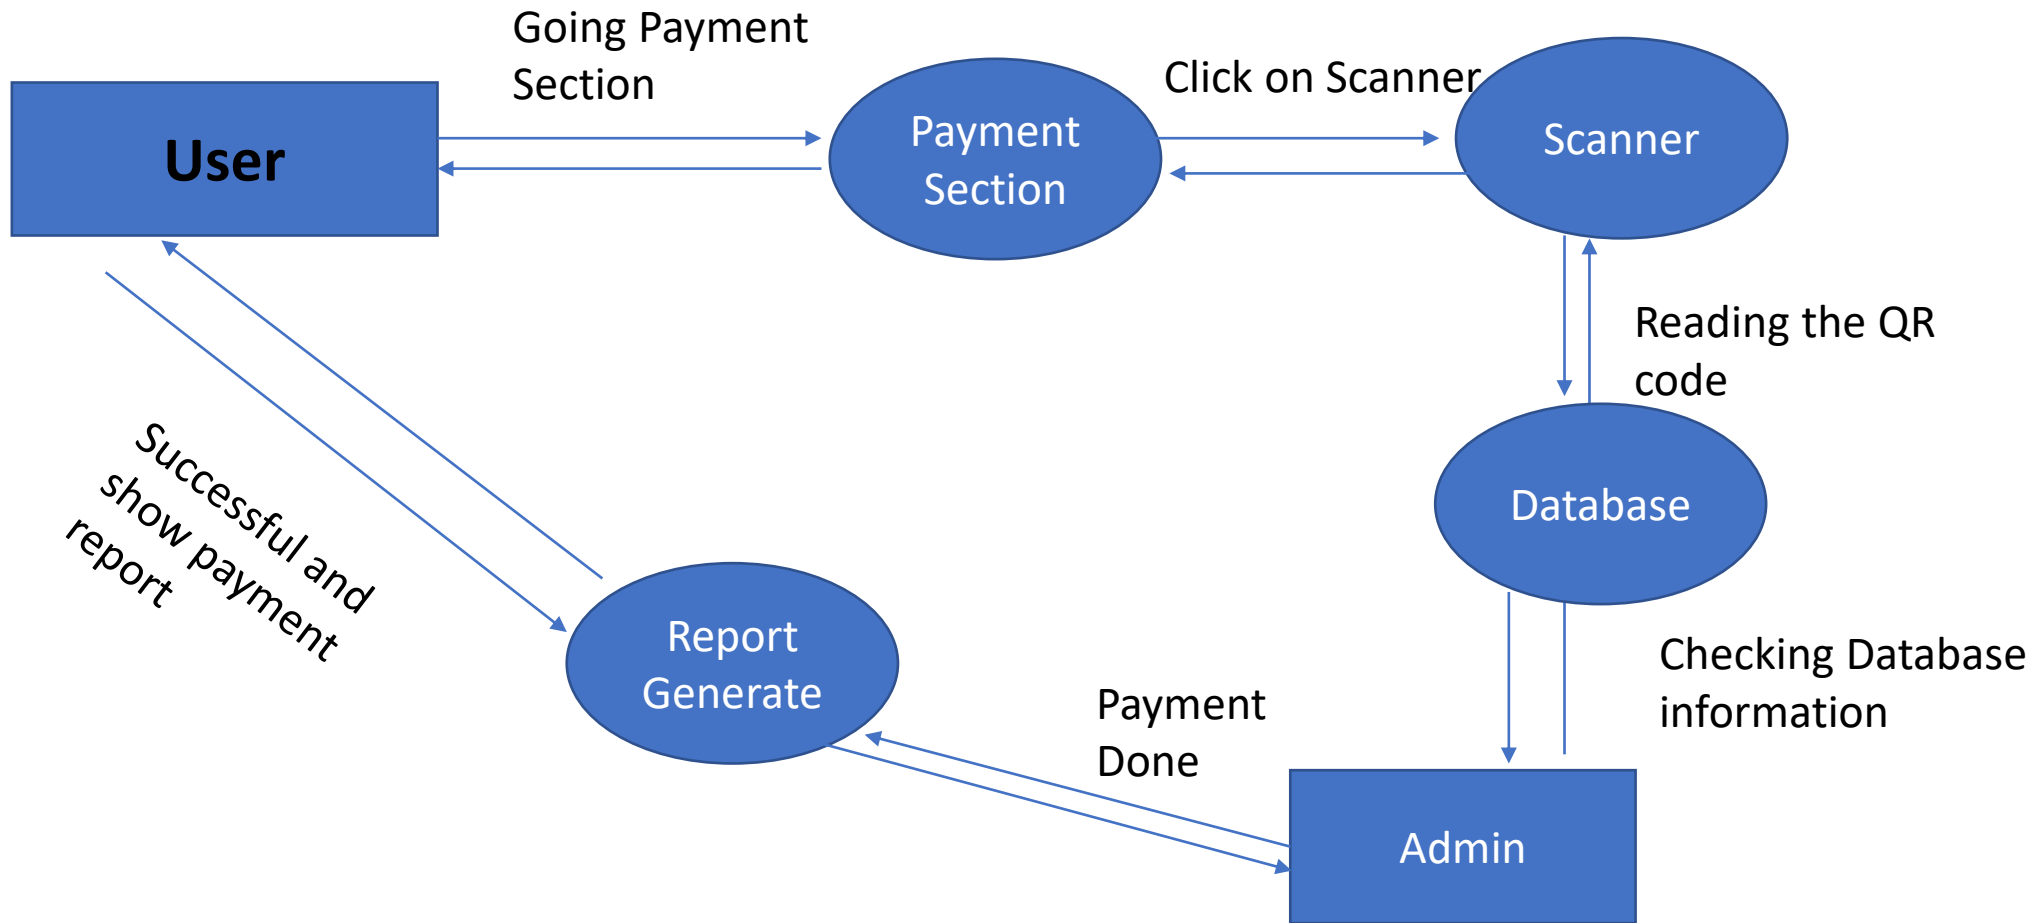 Going Payment
Section
Click on Scanner
User
Payment
Section
Scanner
Reading the QR
code
Database
Successful and
show payment
report
Report
Generate
Checking Database
information
Payment
Done
Admin